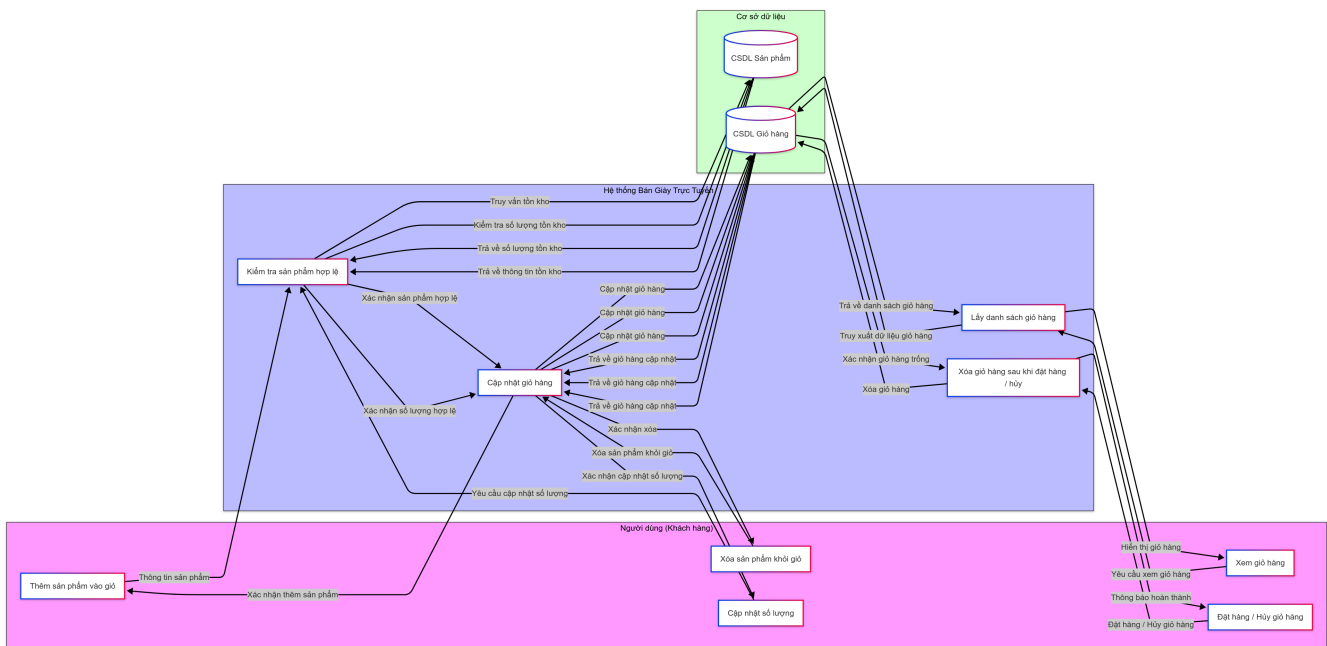 Cơ sở dữ liệu
CSDL Sản phẩm
CSDL Giỏ hàng
Hệ thống Bán Giày Trực Tuyến
Truy vấn tồn kho
Kiểm tra số lượng tồn kho
Trả về số lượng tồn kho
Trả về thông tin tồn kho
Kiểm tra sản phẩm hợp lệ
Xác nhận sản phẩm hợp lệ
Cập nhật giỏ hàng
Cập nhật giỏ hàng
Cập nhật giỏ hàng
Trả về giỏ hàng cập nhật
Trả về giỏ hàng cập nhật
Trả về giỏ hàng cập nhật
Cập nhật giỏ hàng
Xác nhận số lượng hợp lệ
Xác nhận xóa
Xóa sản phẩm khỏi giỏ
Xác nhận cập nhật số lượng
Yêu cầu cập nhật số lượng
Trả về danh sách giỏ hàng
Lấy danh sách giỏ hàng
Truy xuất dữ liệu giỏ hàng
Xác nhận giỏ hàng trống
Xóa giỏ hàng sau khi đặt hàng
/ hủy
Xóa giỏ hàng
Người dùng (Khách hàng)
Thông tin sản phẩm
Thêm sản phẩm vào giỏ
Xác nhận thêm sản phẩm
Xóa sản phẩm khỏi giỏ
Cập nhật số lượng
Hiển thị giỏ hàng
Xem giỏ hàng
Yêu cầu xem giỏ hàng
Thông báo hoàn thành
Đặt hàng / Hủy giỏ hàng
Đặt hàng / Hủy giỏ hàng